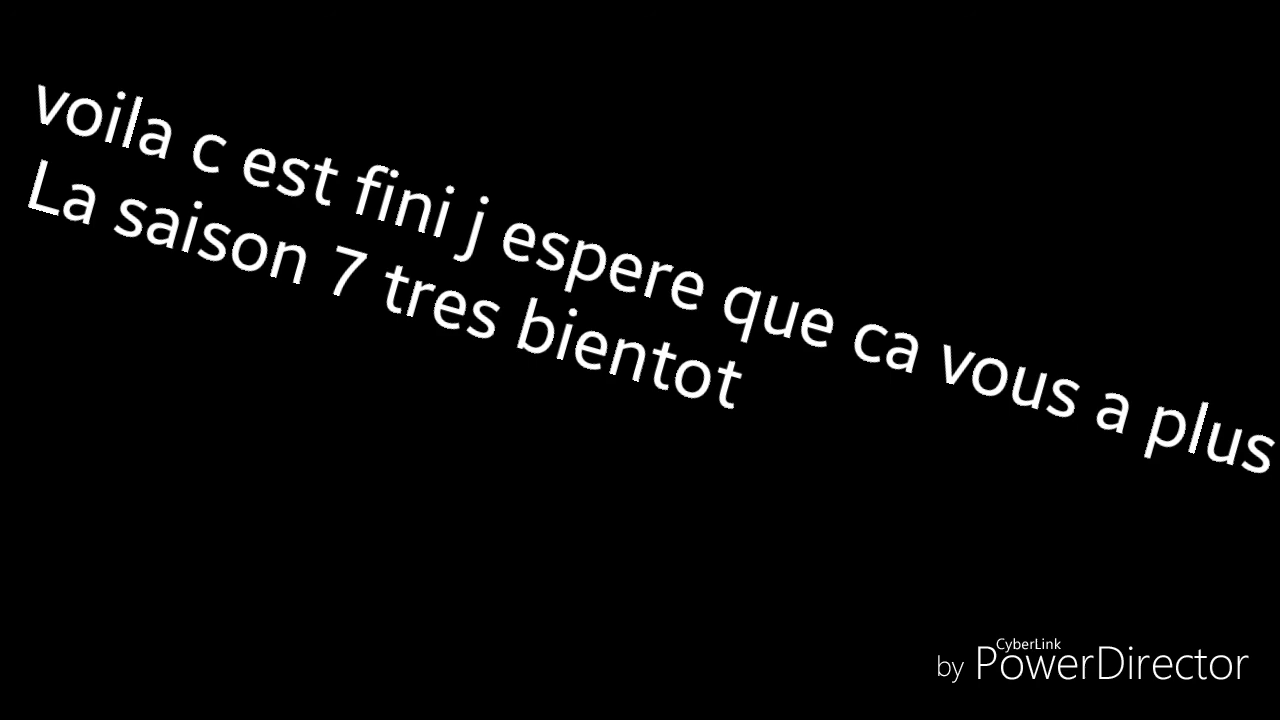 voila c est fini j espere que ca vous a plus
La saison 7 tres bientot
CyberLink
by PowerDirector